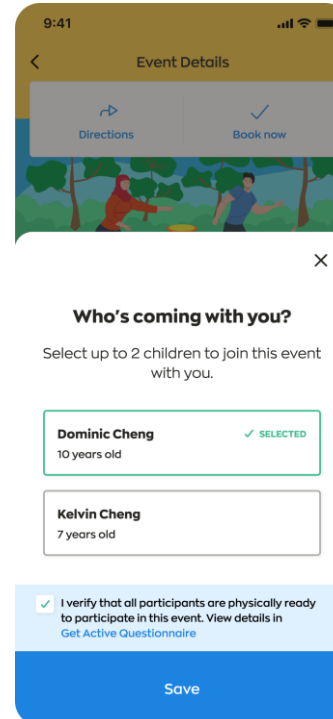 9:41
Event Details
Directions
Book now
Who's coming with you?
Select up to 2 children to join this event
with you.
Dominic Cheng
✓ SELECTED
10 years old
Kelvin Cheng
7 years old
I verify that all participants are physically ready
to participate in this event. View details in
Get Active Questionnaire
Save